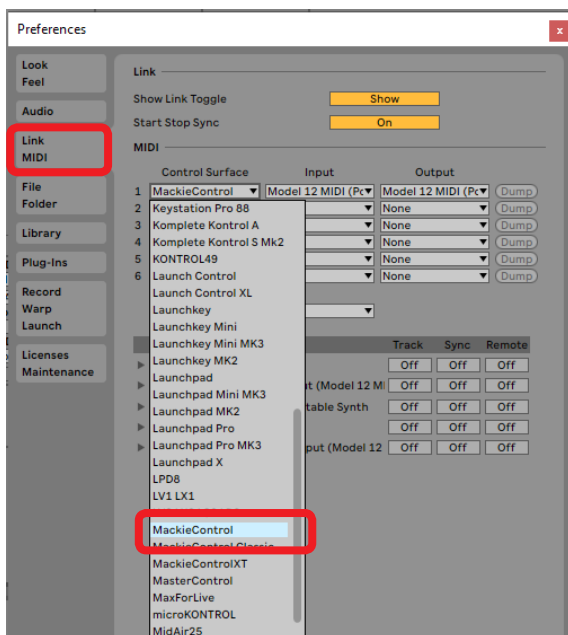 Preferences
x
Look
Feel
Audio
Link
MIDI
File
Folder
Library
Plug-Ins
Record
Warp
Launch
Licenses
Maintenance
Link
Show Link Toggle Show
Start Stop Sync On
MIDI
Control Surface Input Output
1 MackieControl Model 12 MIDI (Po Model 12 MIDI (Po Dump
2 Keystation Pro 88 None Dump
3 Komplete Kontrol A None Dump
4 Komplete Kontrol S Mk2 None Dump
5 KONTROL49 None Dump
6 Launch Control None Dump
Launch Control XL
Launchkey
Launchkey Mini
Launchkey Mini MK3 Track Sync Remote
Launchkey MK2 Off Off Off
Launchpad
Launchpad Mini MK3 (Model 12 MI Off Off Off
Launchpad MK2 table Synth Off Off Off
Launchpad Pro Off Off Off
Launchpad Pro MK3 put (Model 12 Off Off Off
Launchpad X
LPD8
LV1 LX1
MackieControl
MackieControl Classic
MackieControlXT
MasterControl
MaxForLive
microKONTROL
MidAir25